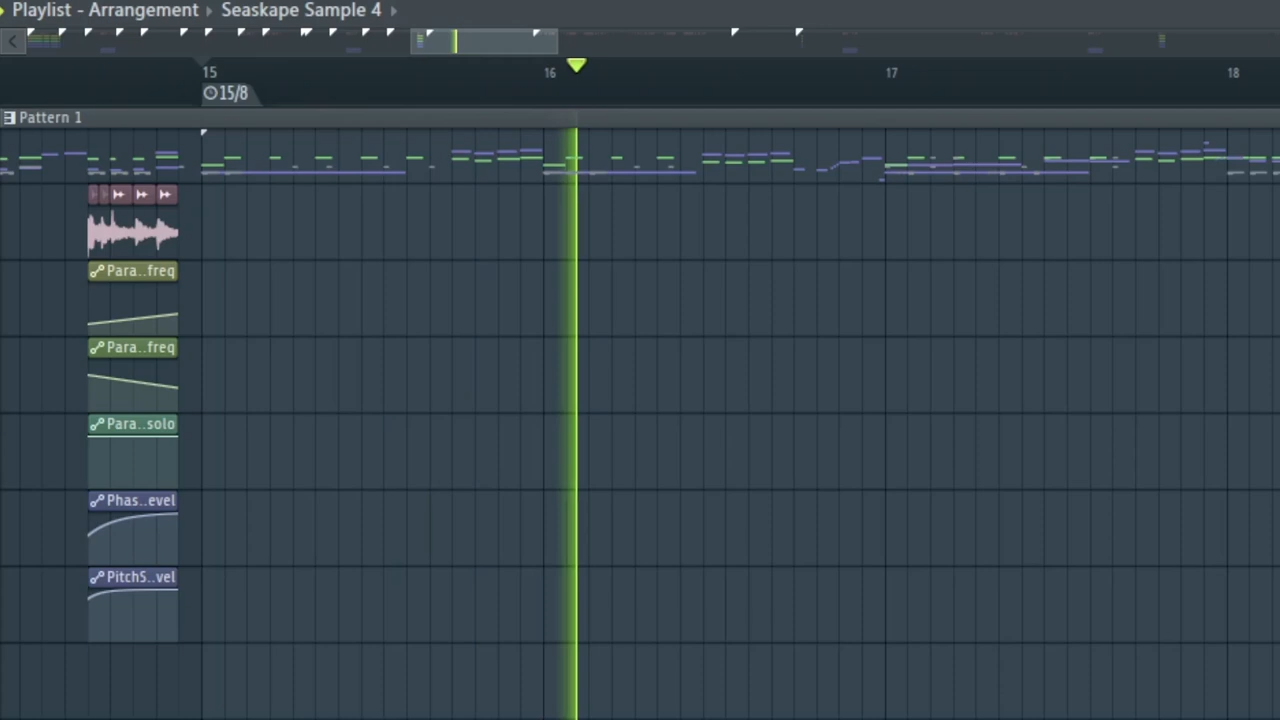 Playlist - Arrangement ▸ Seaskape Sample 4 ▸
15 16 17 18
15/8
Pattern 1
Para..freq
Para..freq
Para..solo
Phas..evel
PitchS..vel